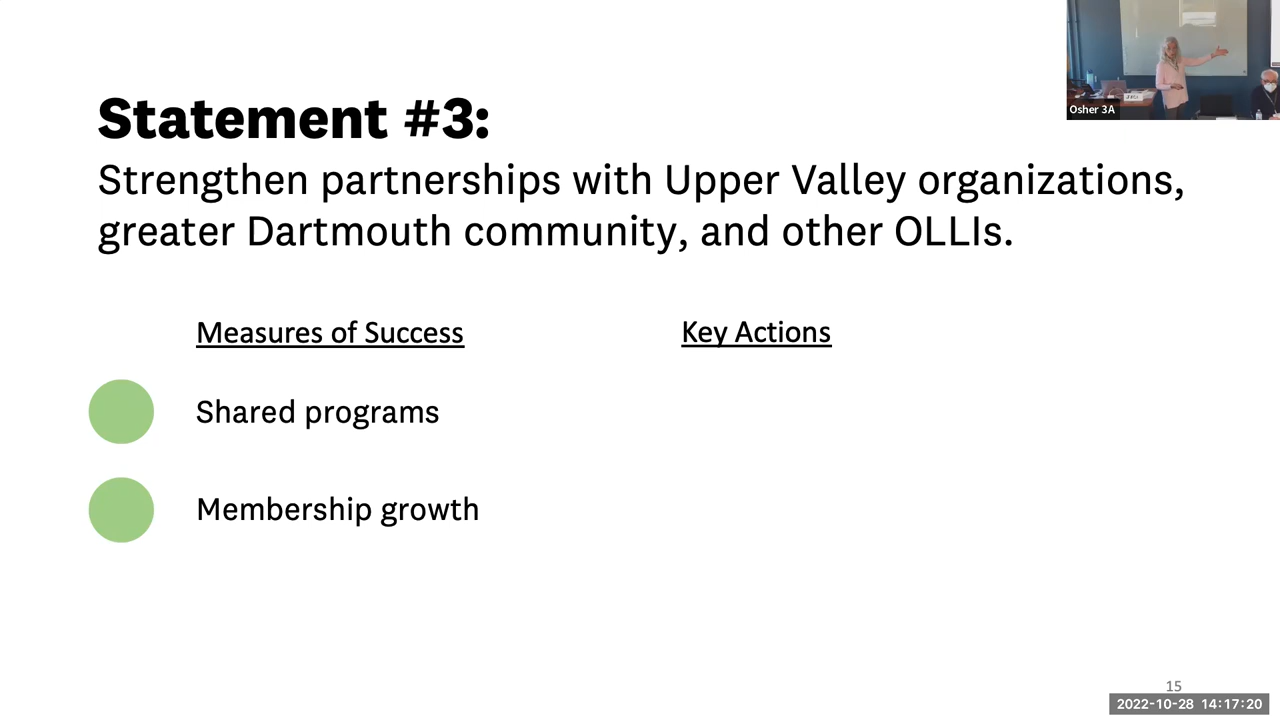 Osher 3A
Statement #3:
Strengthen partnerships with Upper Valley organizations,
greater Dartmouth community, and other OLLIs.
Measures of Success
Key Actions
Shared programs
Membership growth
15
2022-10-28 14:17:20